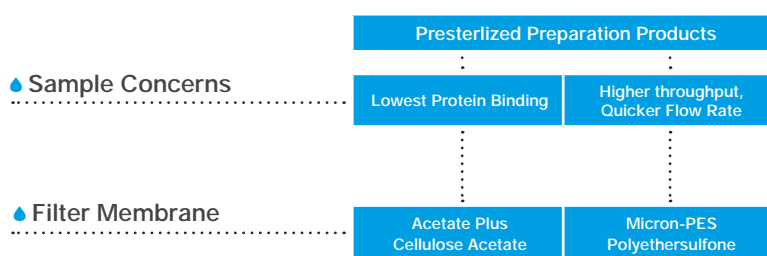 Presterlized Preparation Products
Sample Concerns
Lowest Protein Binding
Higher throughput,
Quicker Flow Rate
Filter Membrane
Acetate Plus
Cellulose Acetate
Micron-PES
Polyethersulfone